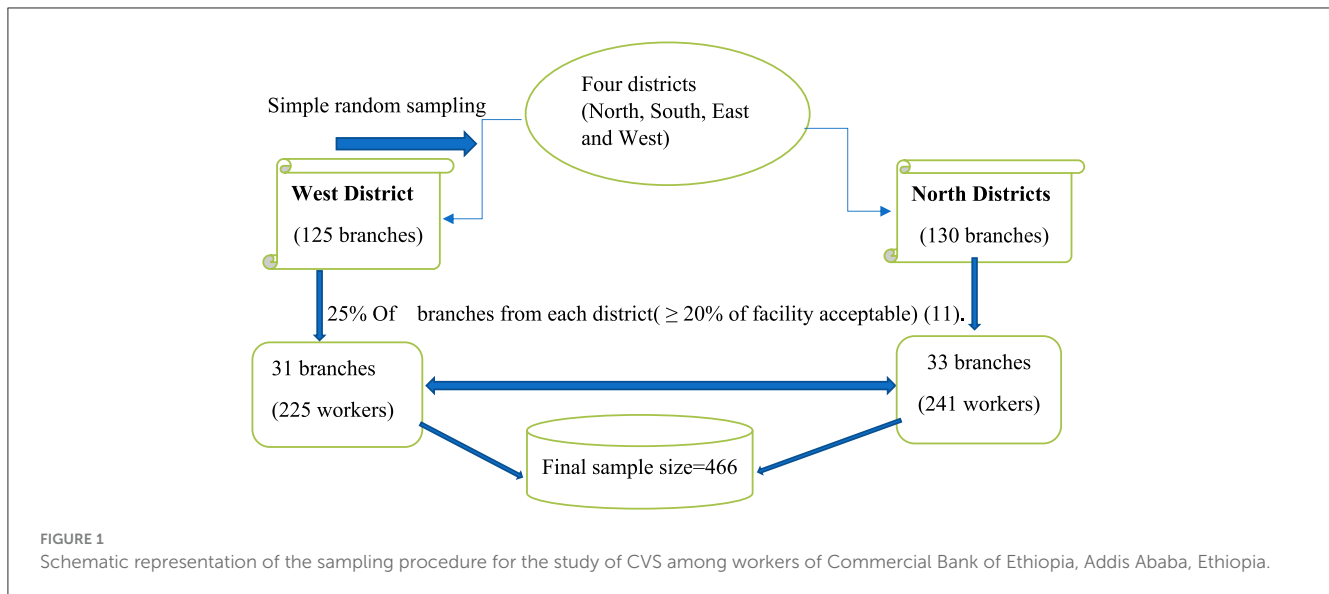 Four districts
(North, South, East
and West)
Simple random sampling
West District
(125 branches)
North Districts
(130 branches)
25% Of branches from each district( ≥ 20% of facility acceptable) (11).
31 branches
(225 workers)
33 branches
(241 workers)
Final sample size=466
FIGURE 1
Schematic representation of the sampling procedure for the study of CVS among workers of Commercial Bank of Ethiopia, Addis Ababa, Ethiopia.